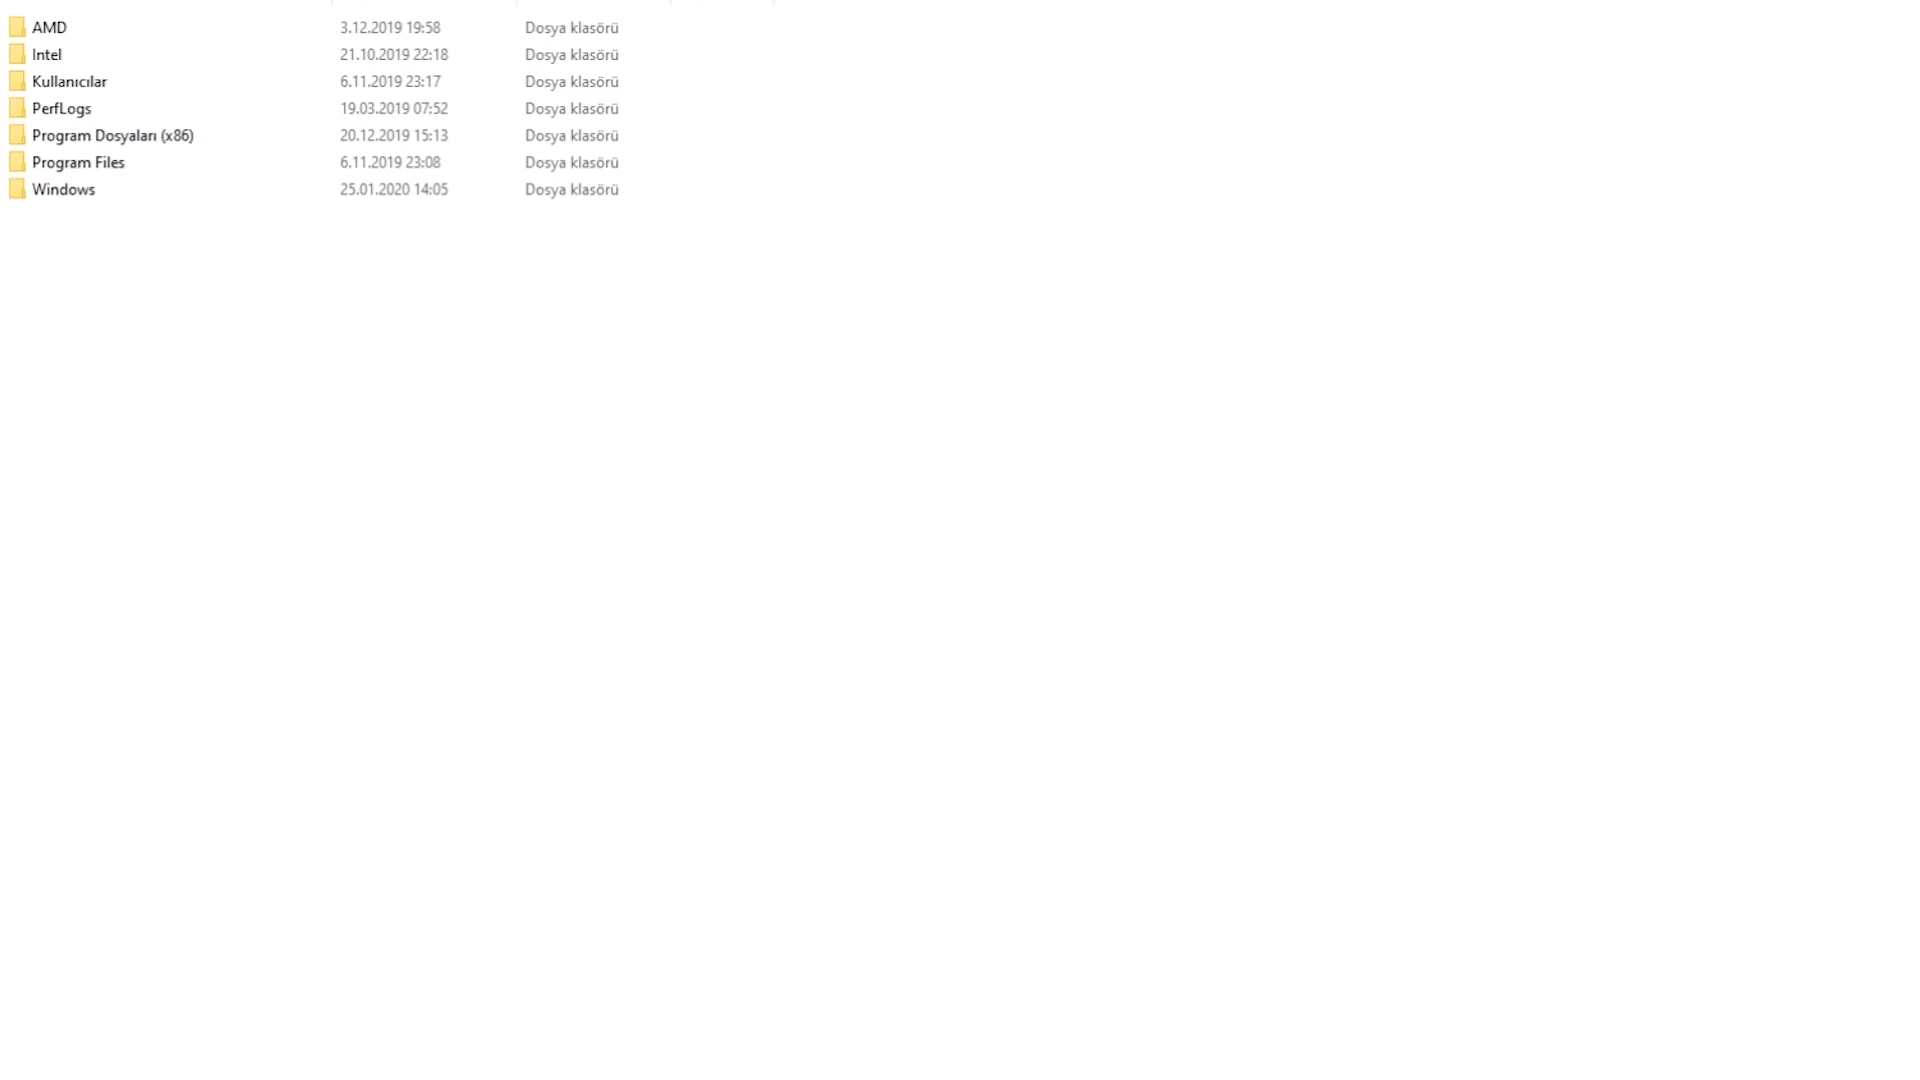 AMD 3.12.2019 19:58 Dosya klasörü
Intel 21.10.2019 22:18 Dosya klasörü
Kullanıcılar 6.11.2019 23:17 Dosya klasörü
PerfLogs 19.03.2019 07:52 Dosya klasörü
Program Dosyaları (x86) 20.12.2019 15:13 Dosya klasörü
Program Files 6.11.2019 23:08 Dosya klasörü
Windows 25.01.2020 14:05 Dosya klasörü